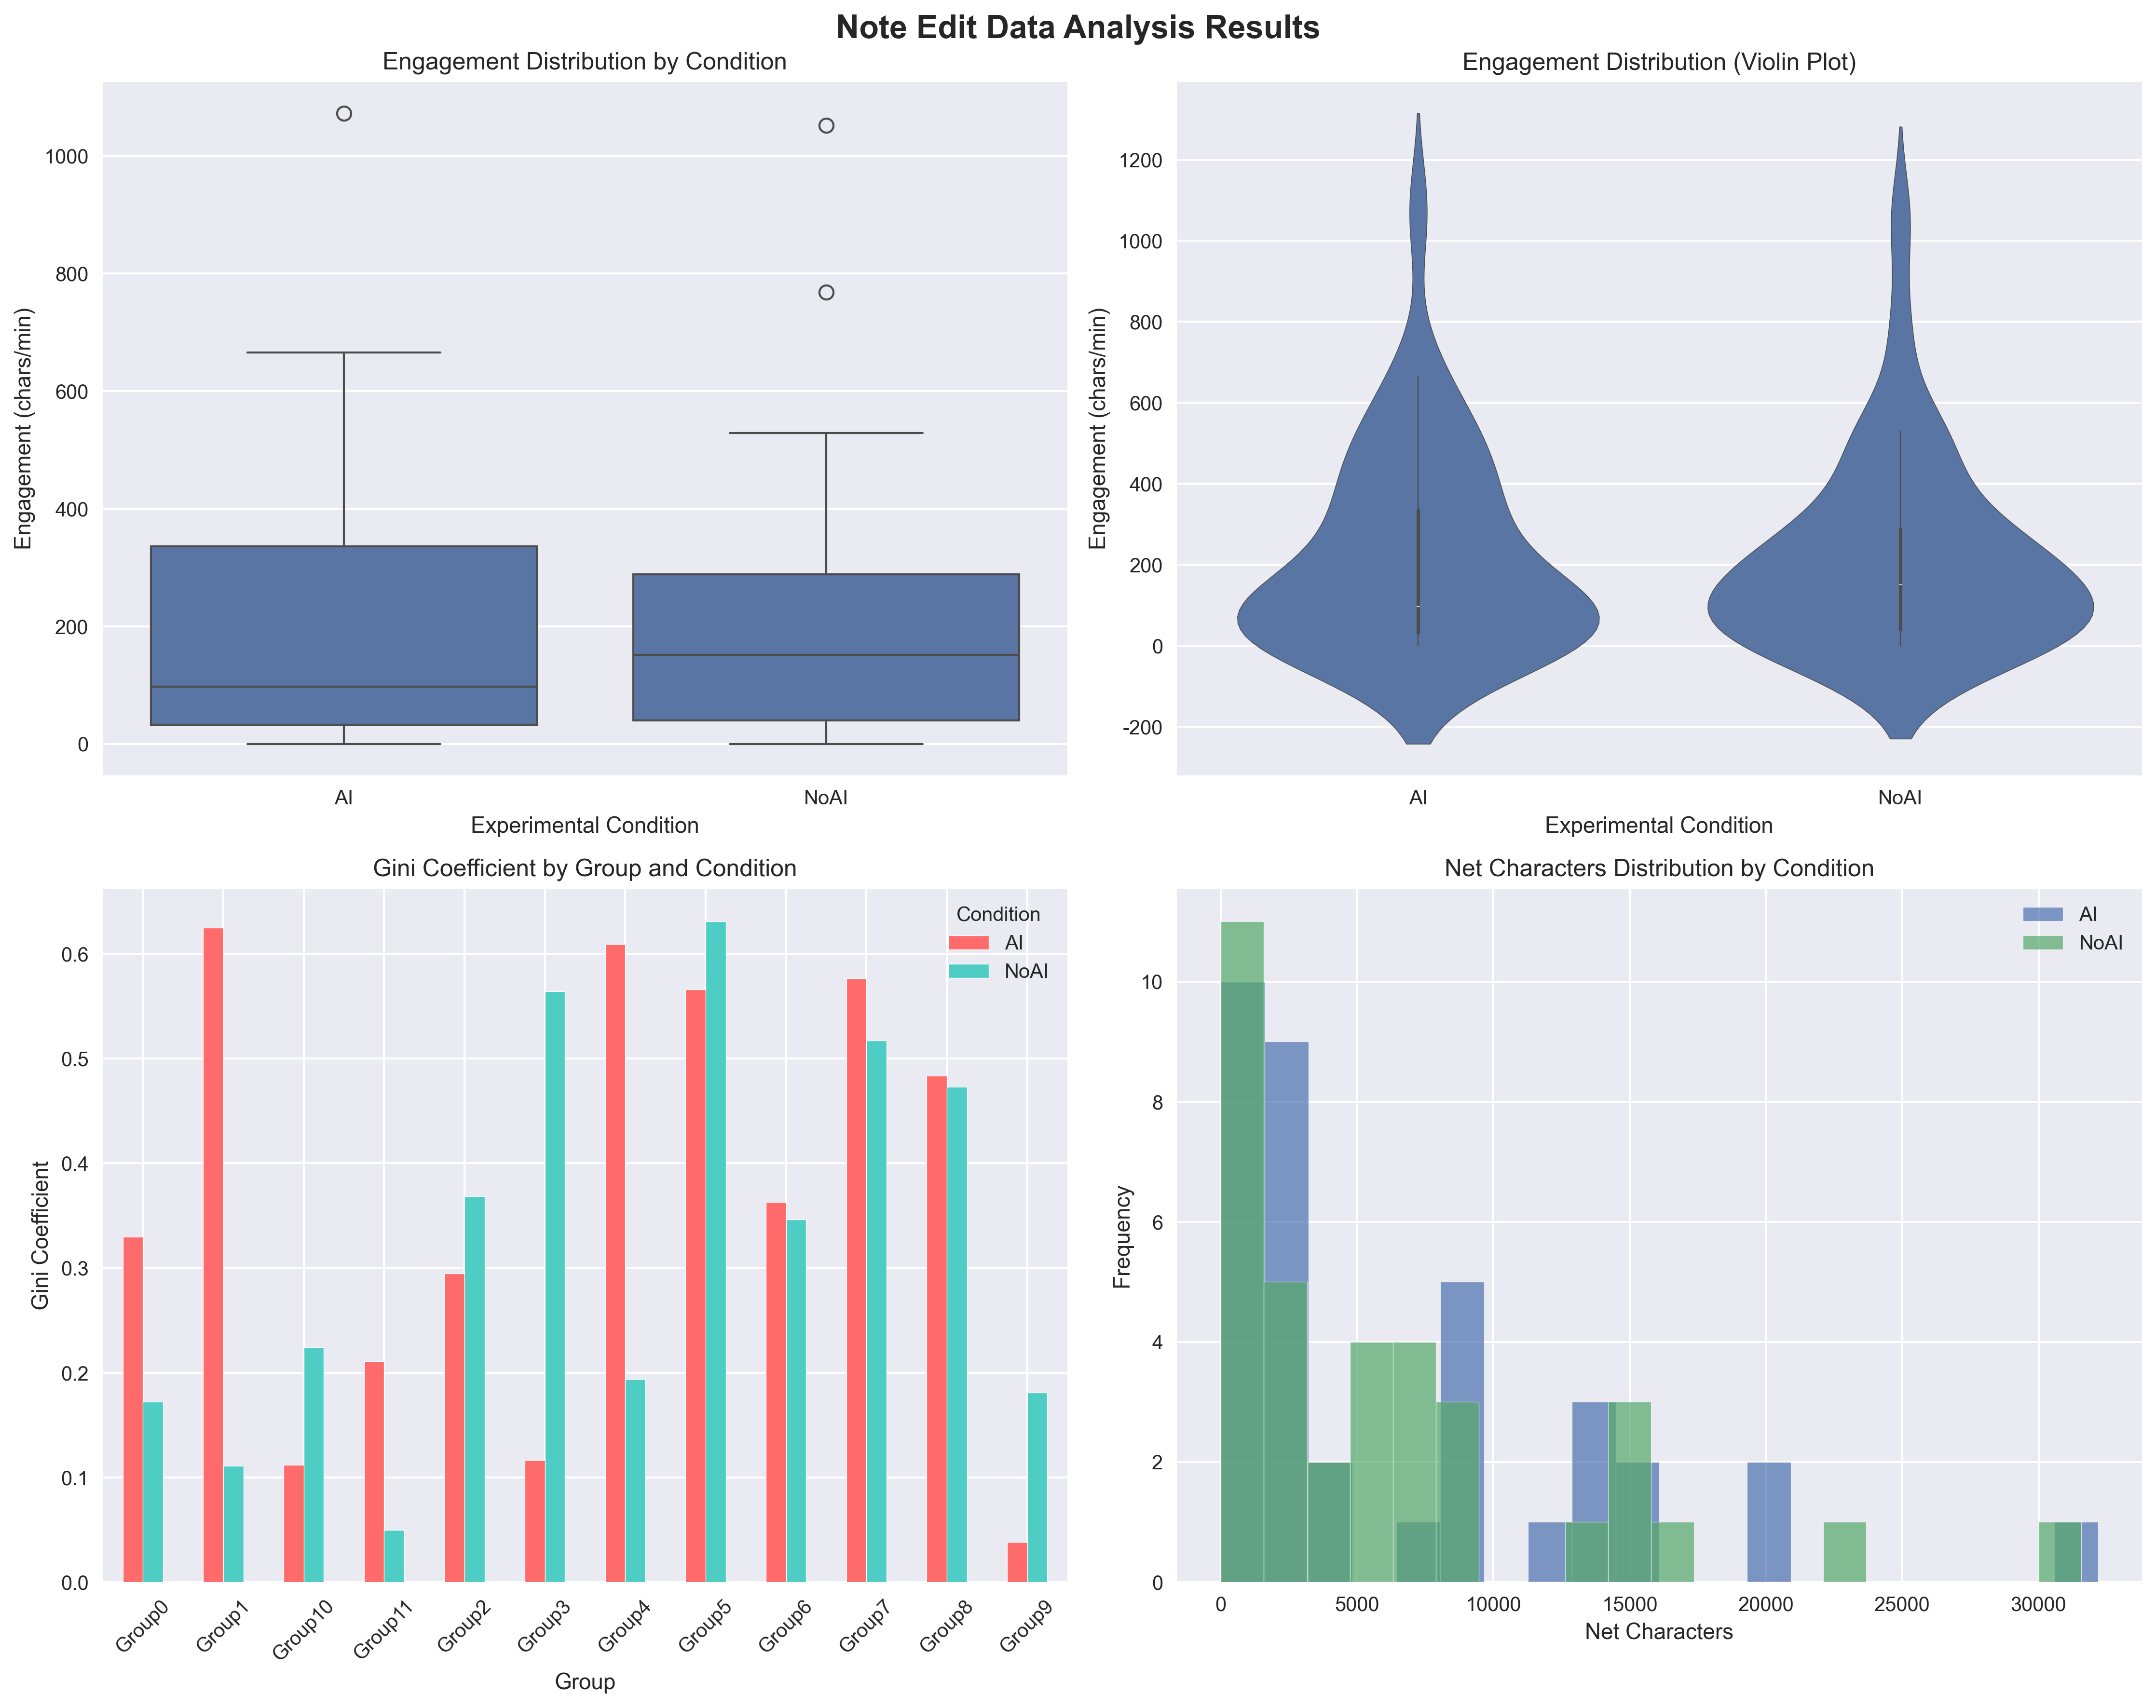 Note Edit Data Analysis Results
Engagement Distribution by Condition
Engagement (chars/min)
1000
800
600
400
200
0
AI
NoAI
Experimental Condition
Engagement Distribution (Violin Plot)
Engagement (chars/min)
1200
1000
800
600
400
200
0
-200
AI
NoAI
Experimental Condition
Gini Coefficient by Group and Condition
Gini Coefficient
0.6
0.5
0.4
0.3
0.2
0.1
0.0
Condition
AI
NoAI
Group0
Group1
Group10
Group11
Group2
Group3
Group4
Group5
Group6
Group7
Group8
Group9
Group
Net Characters Distribution by Condition
Frequency
10
8
6
4
2
0
AI
NoAI
0
5000
10000
15000
20000
25000
30000
Net Characters